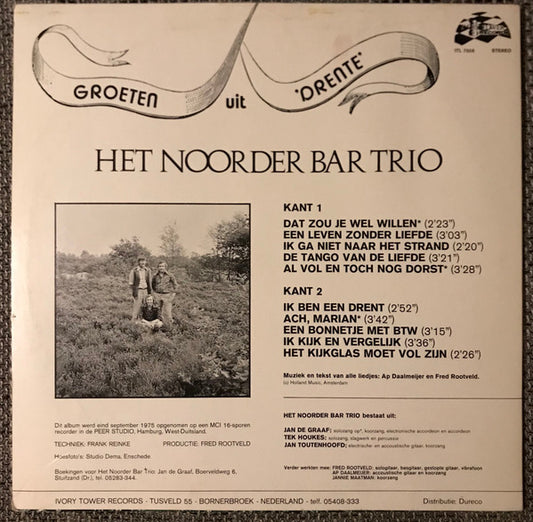 GROETEN uit 'DRENTE'
ITL 7508 STEREO
HET NOORDER BAR TRIO
KANT 1
DAT ZOU JE WEL WILLEN* (2'23")
EEN LEVEN ZONDER LIEFDE (3'03")
IK GA NIET NAAR HET STRAND (2'20")
DE TANGO VAN DE LIEFDE (3'21")
AL VOL EN TOCH NOG DORST* (3'28")
KANT 2
IK BEN EEN DRENT (2'52")
ACH, MARIAN* (3'42")
EEN BONNETJE MET BTW (3'15")
IK KIJK EN VERGELIJK (3'36")
HET KIJKGLAS MOET VOL ZIJN (2'26")
Muziek en tekst van alle liedjes: Ap Daalmeijer en Fred Rootveld.
(c) Holland Music, Amsterdam
Dit album werd eind september 1975 opgenomen op een MCI 16-sporen
recorder in de PEER STUDIO, Hamburg, West-Duitsland.
TECHNIEK: FRANK REINKE PRODUCTIE: FRED ROOTVELD
Hoesfoto's: Studio Dema, Enschede
Boekingen voor Het Noorder Bar Trio: Jan de Graaf, Boerveldweg 6,
Stuifzand (Dr.), tel. 05283-344.
HET NOORDER BAR TRIO bestaat uit:
JAN DE GRAAF: solozang op*, koorzang, electronische accordeon en accordeon
TEK HOUKES: solozang, slagwerk en percussie
JAN TOUTENHOOFD: electrische- en accoustische gitaar, koorzang
Verder werkten mee: FRED ROOTVELD: sologitaar, basgitaar, gestopte gitaar, vibrafoon
AP DAALMEIJER: accoustische gitaar en koorzang
JANNIE MAATMAN: koorzang
IVORY TOWER RECORDS - TUSVELD 55 - BORNERBROEK - NEDERLAND - telf. 05408-333
Distributie: Dureco